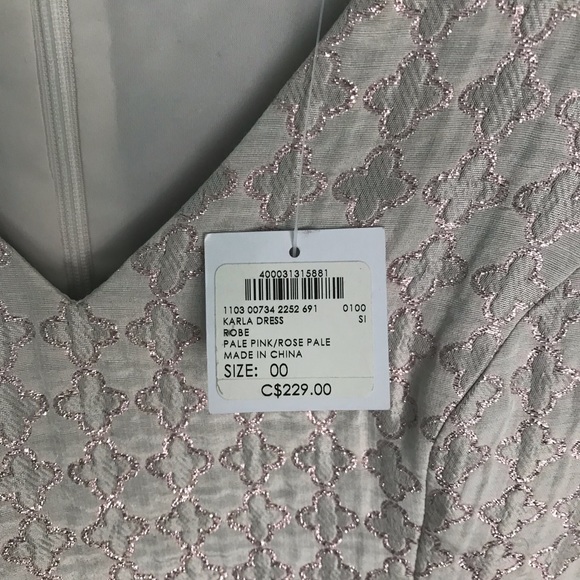 400031315881
1103 00734 2252 691 0100
KARLA DRESS SI
ROBE
PALE PINK/ROSE PALE
MADE IN CHINA
SIZE: 00
C$229.00